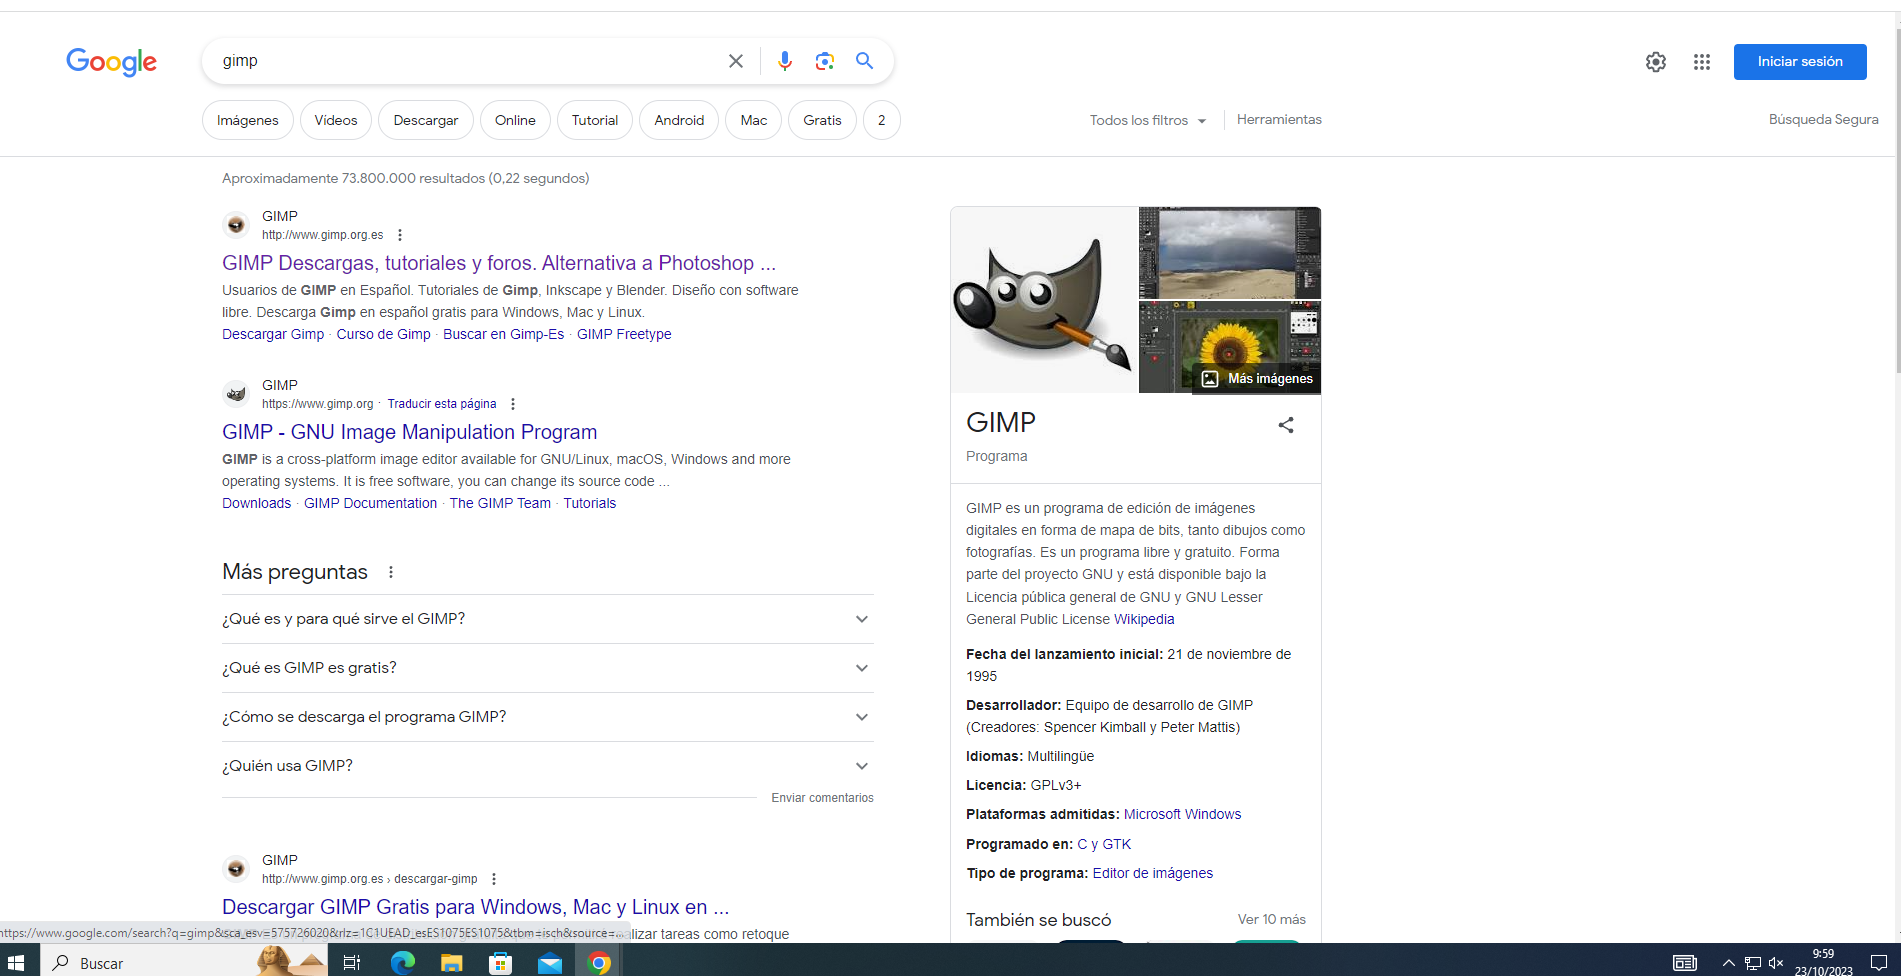 Google
gimp
Iniciar sesión
Imágenes
Vídeos
Descargar
Online
Tutorial
Android
Mac
Gratis
2
Todos los filtros
Herramientas
Búsqueda Segura
Aproximadamente 73.800.000 resultados (0,22 segundos)
GIMP
http://www.gimp.org.es
GIMP Descargas, tutoriales y foros. Alternativa a Photoshop ...
Usuarios de GIMP en Español. Tutoriales de Gimp, Inkscape y Blender. Diseño con software
libre. Descarga Gimp en español gratis para Windows, Mac y Linux.
Descargar Gimp · Curso de Gimp · Buscar en Gimp-Es · GIMP Freetype
GIMP
https://www.gimp.org · Traducir esta página
GIMP - GNU Image Manipulation Program
GIMP is a cross-platform image editor available for GNU/Linux, macOS, Windows and more
operating systems. It is free software, you can change its source code ...
Downloads · GIMP Documentation · The GIMP Team · Tutorials
Más preguntas
¿Qué es y para qué sirve el GIMP?
¿Qué es GIMP es gratis?
¿Cómo se descarga el programa GIMP?
¿Quién usa GIMP?
Enviar comentarios
GIMP
http://www.gimp.org.es › descargar-gimp
Descargar GIMP Gratis para Windows, Mac y Linux en ...
lizar tareas como retoque
https://www.google.com/search?q=gimp&sca_esv=575726020&rlz=1C1UEAD_esES1075ES1075&tbm=isch&source=...
Más imágenes
GIMP
Programa
GIMP es un programa de edición de imágenes
digitales en forma de mapa de bits, tanto dibujos como
fotografías. Es un programa libre y gratuito. Forma
parte del proyecto GNU y está disponible bajo la
Licencia pública general de GNU y GNU Lesser
General Public License Wikipedia
Fecha del lanzamiento inicial: 21 de noviembre de
1995
Desarrollador: Equipo de desarrollo de GIMP
(Creadores: Spencer Kimball y Peter Mattis)
Idiomas: Multilingüe
Licencia: GPLv3+
Plataformas admitidas: Microsoft Windows
Programado en: C y GTK
Tipo de programa: Editor de imágenes
También se buscó
Ver 10 más
Buscar
9:59
23/10/2023